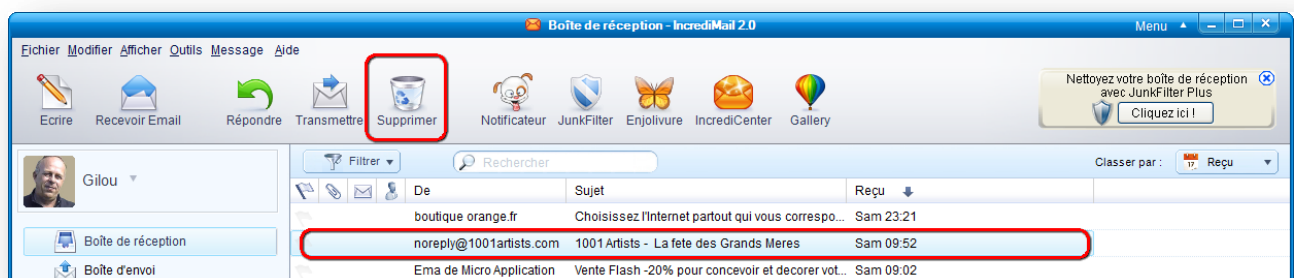 Boîte de réception - IncrediMail 2.0
Menu
Fichier Modifier Afficher Outils Message Aide
Ecrire Recevoir Email Répondre Transmettre Supprimer Notificateur JunkFilter Enjolivure IncrediCenter Gallery
Nettoyez votre boîte de réception
avec JunkFilter Plus
Cliquez ici !
Gilou
Filtrer
Rechercher
Classer par :
17
Reçu
De Sujet Reçu
boutique orange.fr Choisissez l'Internet partout qui vous correspo... Sam 23:21
Boîte de réception
noreply@1001artists.com 1001 Artists - La fete des Grands Meres Sam 09:52
Boîte d'envoi
Ema de Micro Application Vente Flash -20% pour concevoir et decorer vot... Sam 09:02